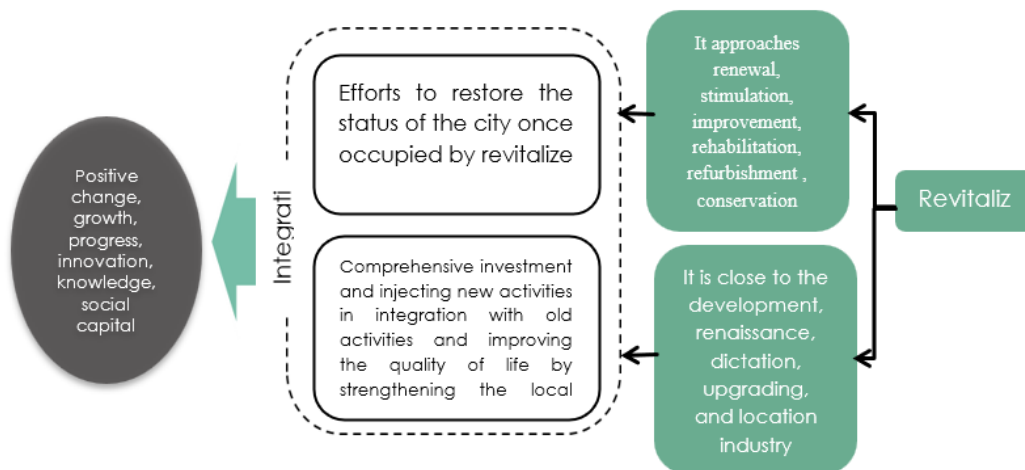 It approaches
renewal,
stimulation,
improvement,
rehabilitation,
refurbishment ,
conservation
Efforts to restore the
status of the city once
occupied by revitalize
Positive
change,
growth,
progress,
innovation,
knowledge,
social
capital
Integrati
Revitaliz
Comprehensive investment
and injecting new activities
in integration with old
activities and improving
the quality of life by
strengthening the local
It is close to the
development,
renaissance,
dictation,
upgrading,
and location
industry